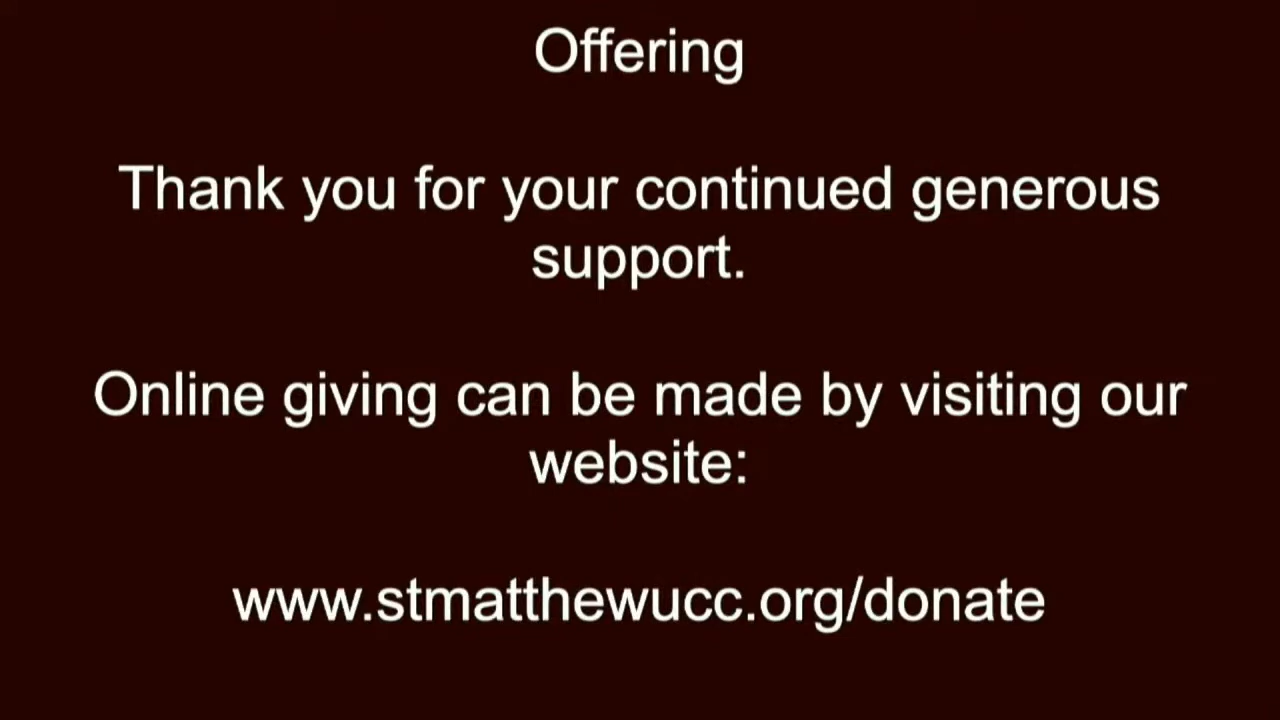 Offering
Thank you for your continued generous
support.
Online giving can be made by visiting our
website:
www.stmatthewucc.org/donate